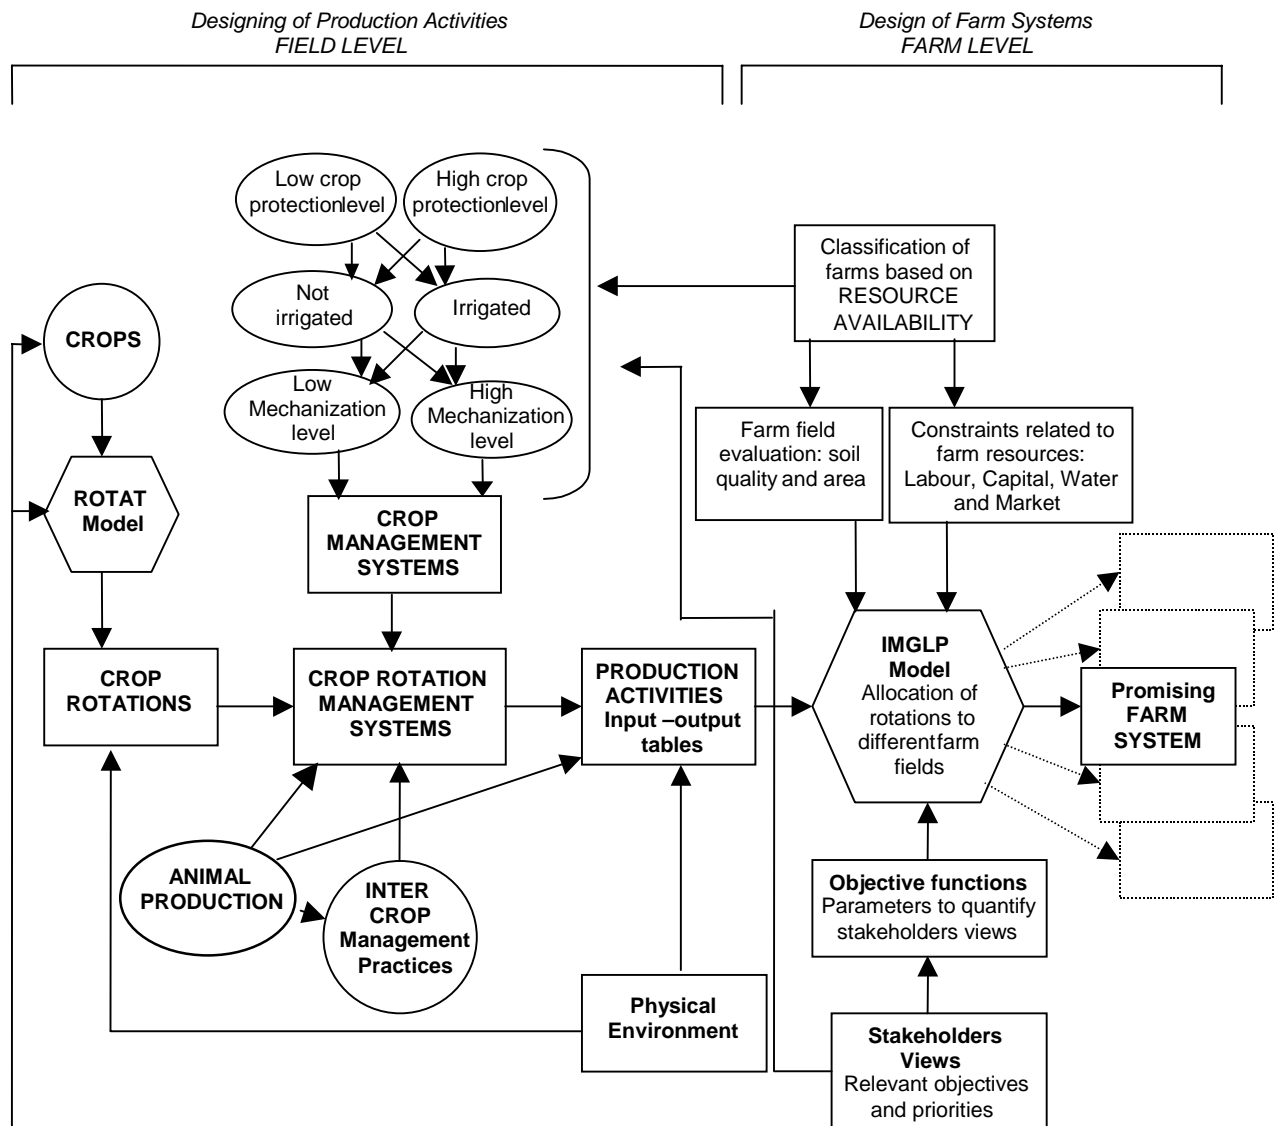 Designing of Production Activities
FIELD LEVEL
Design of Farm Systems
FARM LEVEL
Low crop
protectionlevel
High crop
protectionlevel
Not
irrigated
Irrigated
Low
Mechanization
level
High
Mechanization
level
CROPS
ROTAT
Model
CROP
ROTATIONS
CROP
MANAGEMENT
SYSTEMS
CROP ROTATION
MANAGEMENT
SYSTEMS
PRODUCTION
ACTIVITIES
Input –output
tables
ANIMAL
PRODUCTION
INTER
CROP
Management
Practices
Physical
Environment
Classification of
farms based on
RESOURCE
AVAILABILITY
Farm field
evaluation: soil
quality and area
Constraints related to
farm resources:
Labour, Capital, Water
and Market
IMGLP
Model
Allocation of
rotations to
differentfarm
fields
Promising
FARM
SYSTEM
Objective functions
Parameters to quantify
stakeholders views
Stakeholders
Views
Relevant objectives
and priorities